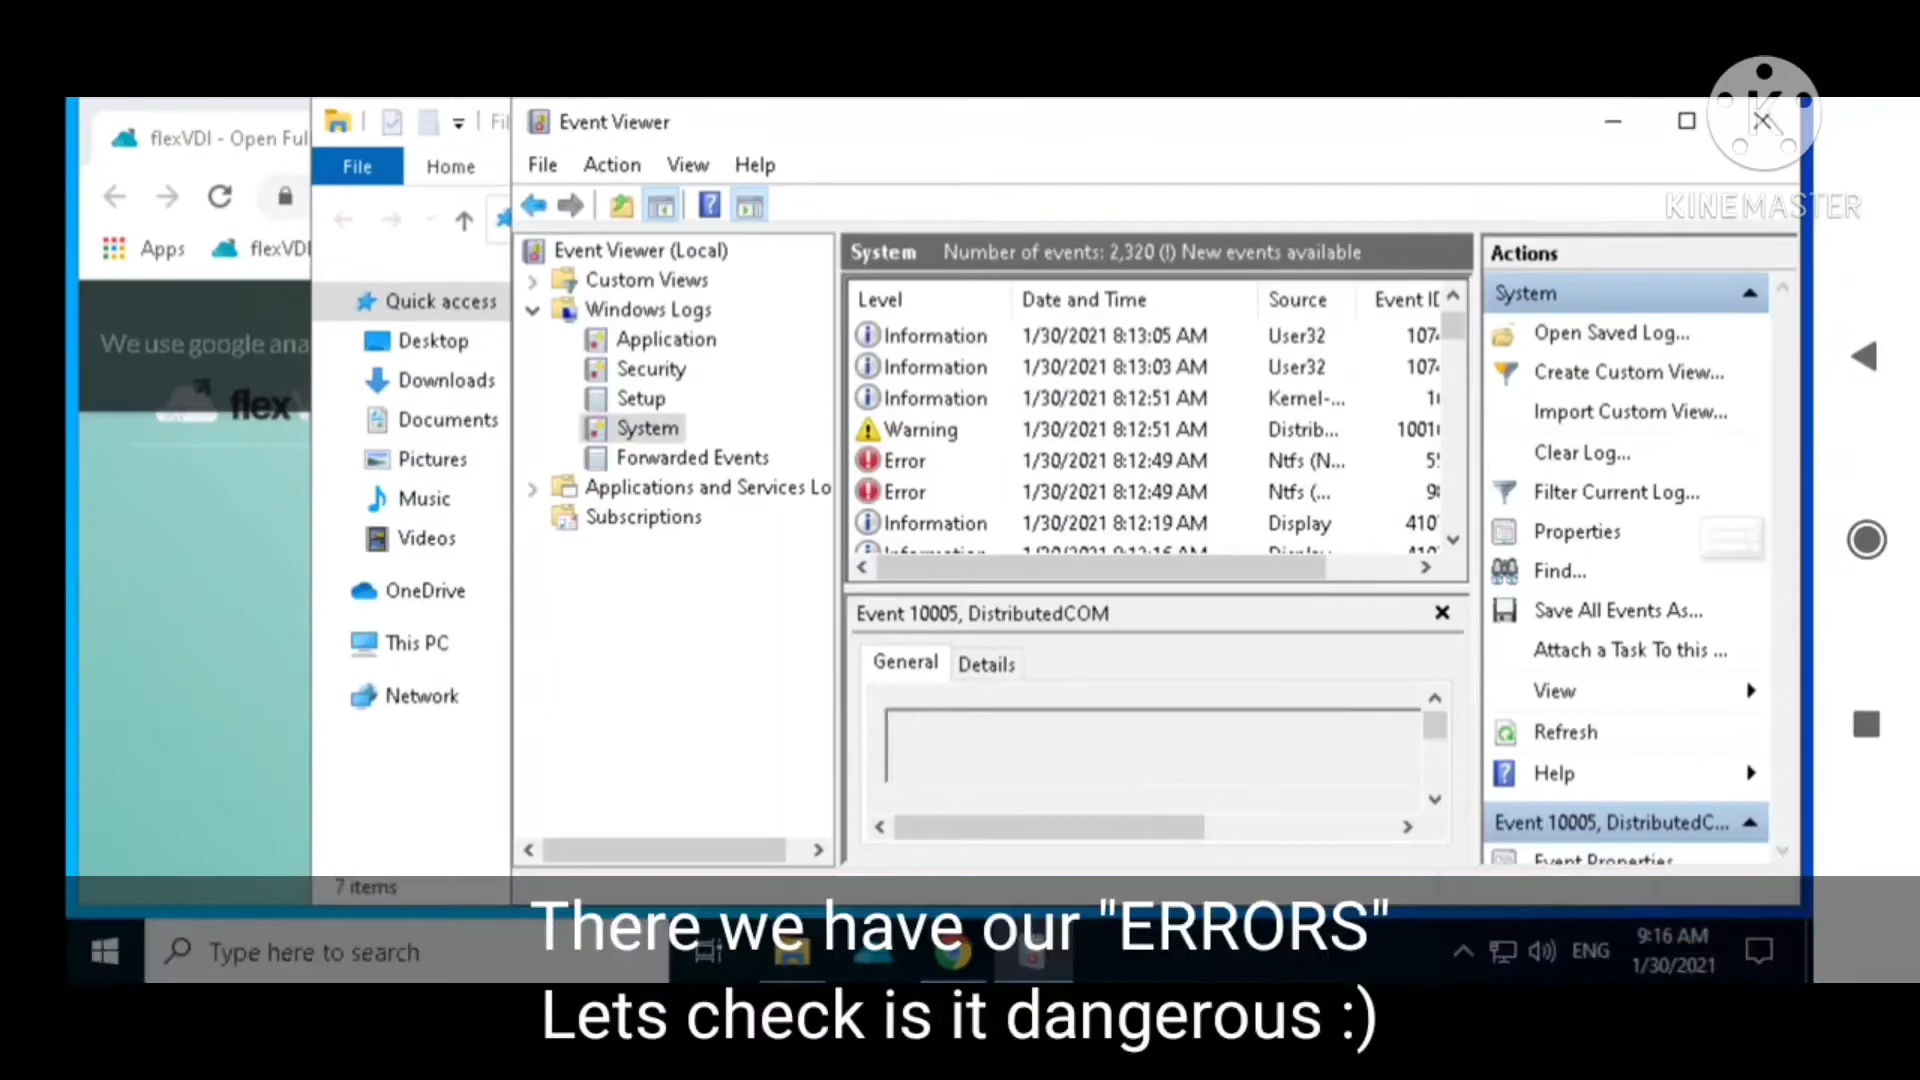 flexVDI - Open Ful
Apps
flexVDI
We use google ana
flex
Fil
File
Home
Quick access
Desktop
Downloads
Documents
Pictures
Music
Videos
OneDrive
This PC
Network
7 items
Event Viewer
File Action View Help
Event Viewer (Local)
Custom Views
Windows Logs
Application
Security
Setup
System
Forwarded Events
Applications and Services Lo
Subscriptions
System Number of events: 2,320 (!) New events available
Level Date and Time Source Event ID
Information 1/30/2021 8:13:05 AM User32 107
Information 1/30/2021 8:13:03 AM User32 107
Information 1/30/2021 8:12:51 AM Kernel-...
Warning 1/30/2021 8:12:51 AM Distrib... 1001
Error 1/30/2021 8:12:49 AM Ntfs (N...
Error 1/30/2021 8:12:49 AM Ntfs (...
Information 1/30/2021 8:12:19 AM Display 410
Event 10005, DistributedCOM
General Details
Actions
System
Open Saved Log...
Create Custom View...
Import Custom View...
Clear Log...
Filter Current Log...
Properties
Find...
Save All Events As...
Attach a Task To this ...
View
Refresh
Help
Event 10005, DistributedC...
Event Properties
KINEMASTER
Type here to search
ENG
9:16 AM
1/30/2021
There we have our "ERRORS"
Lets check is it dangerous :)